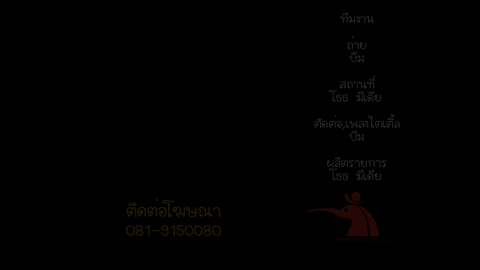 ทีมงาน
ถ่าย
บีม
สถานที่
โธธ มีเดีย
ตัดต่อ,เพลงไตเติ้ล
บีม
ผลิตรายการ
โธธ มีเดีย
ติดต่อโฆษณา
081-9150080